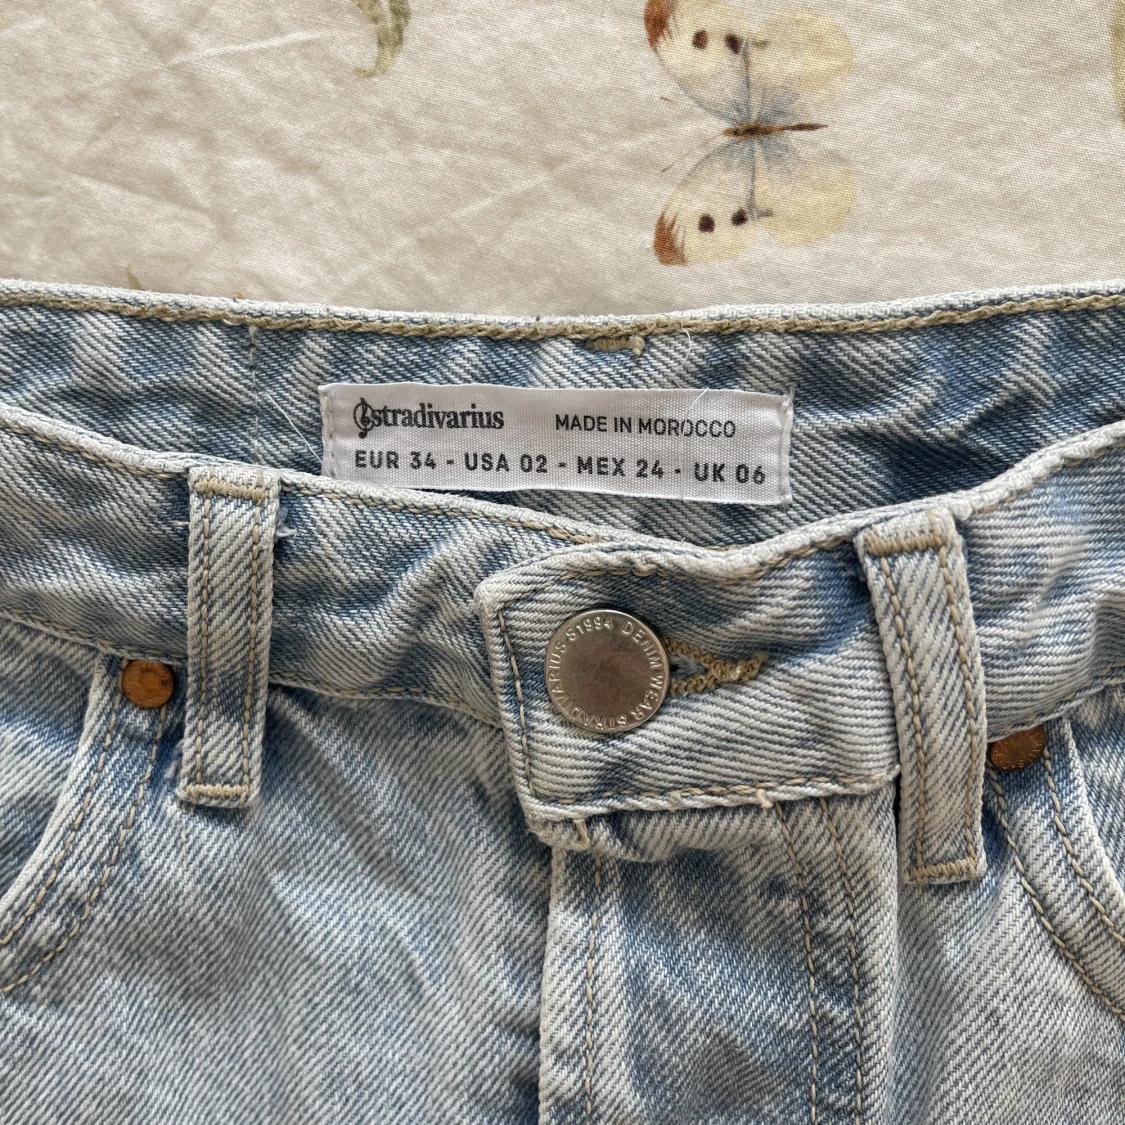 stradivarius MADE IN MOROCCO
EUR 34 - USA 02 - MEX 24 - UK 06
S1994 DENIM WEAR STRADIVARIUS